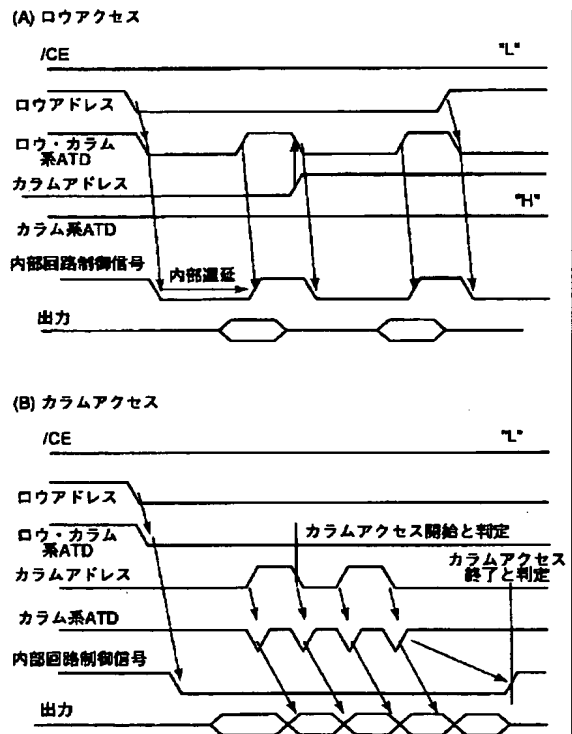 (A) ロウアクセス
/CE
"L"
ロウアドレス
ロウ・カラム
系ATD
カラムアドレス
"H"
カラム系ATD
内部回路制御信号
内部遅延
出力
(B) カラムアクセス
/CE
"L"
ロウアドレス
ロウ・カラム
系ATD
カラムアクセス開始と判定
カラムアクセス
終了と判定
カラムアドレス
カラム系ATD
内部回路制御信号
出力